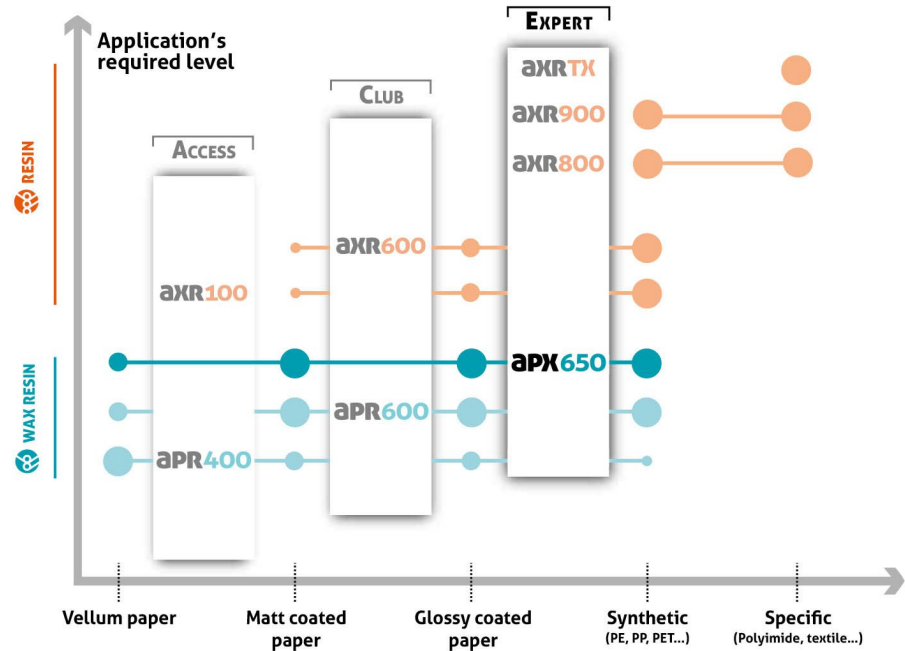 Application's
required level
RESIN
WAX RESIN
ACCESS
CLUB
EXPERT
aXRTX
aXR900
aXR800
aXR600
aXR100
aPX650
aPR600
aPR400
Vellum paper
Matt coated
paper
Glossy coated
paper
Synthetic
(PE, PP, PET...)
Specific
(Polyimide, textile...)